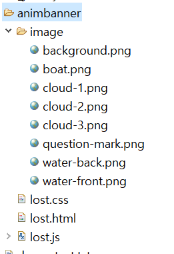 animbanner
image
background.png
boat.png
cloud-1.png
cloud-2.png
cloud-3.png
question-mark.png
water-back.png
water-front.png
lost.css
lost.html
lost.js